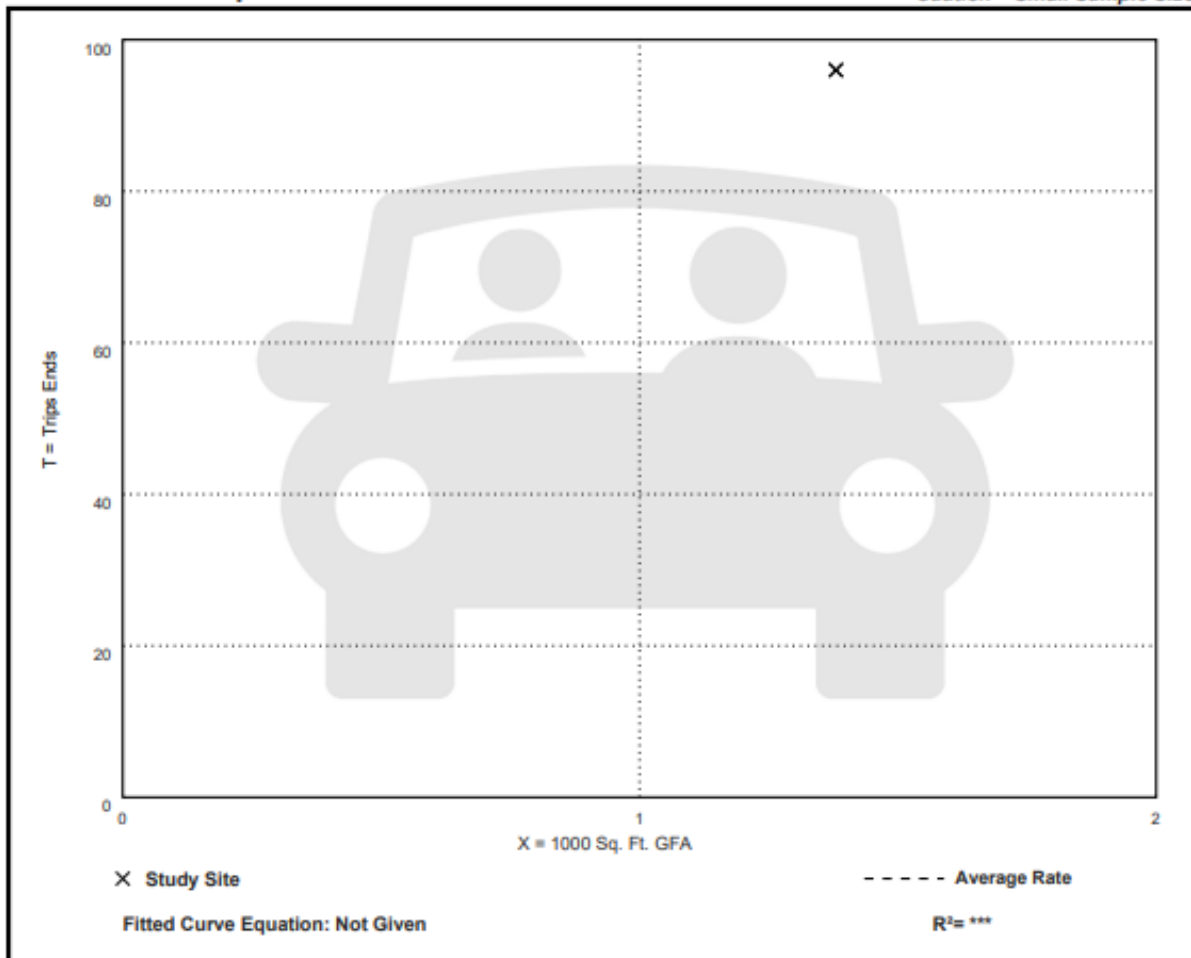 100
80
60
40
20
0
T = Trips Ends
0 1 2
X = 1000 Sq. Ft. GFA
× Study Site
- - - - - Average Rate
Fitted Curve Equation: Not Given
R²= ***